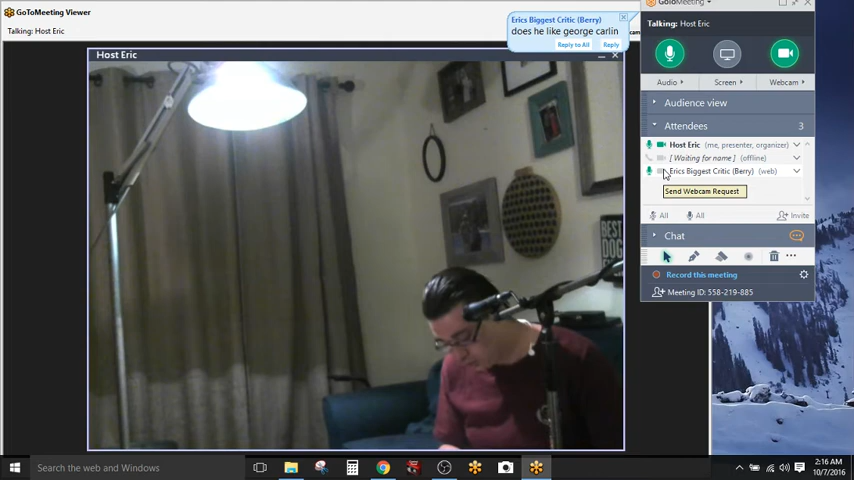 GoToMeeting Viewer
Talking: Host Eric
Host Eric
Erics Biggest Critic (Berry)
does he like george carlin
Reply to All
Reply
GoToMeeting
Talking: Host Eric
Audio
Screen
Webcam
Audience view
Attendees 3
Host Eric (me, presenter, organizer)
[ Waiting for name ] (offline)
Erics Biggest Critic (Berry) (web)
Send Webcam Request
All
All
Invite
Chat
Record this meeting
Meeting ID: 558-219-885
BEST
DOG
Search the web and Windows
2:16 AM
10/7/2016